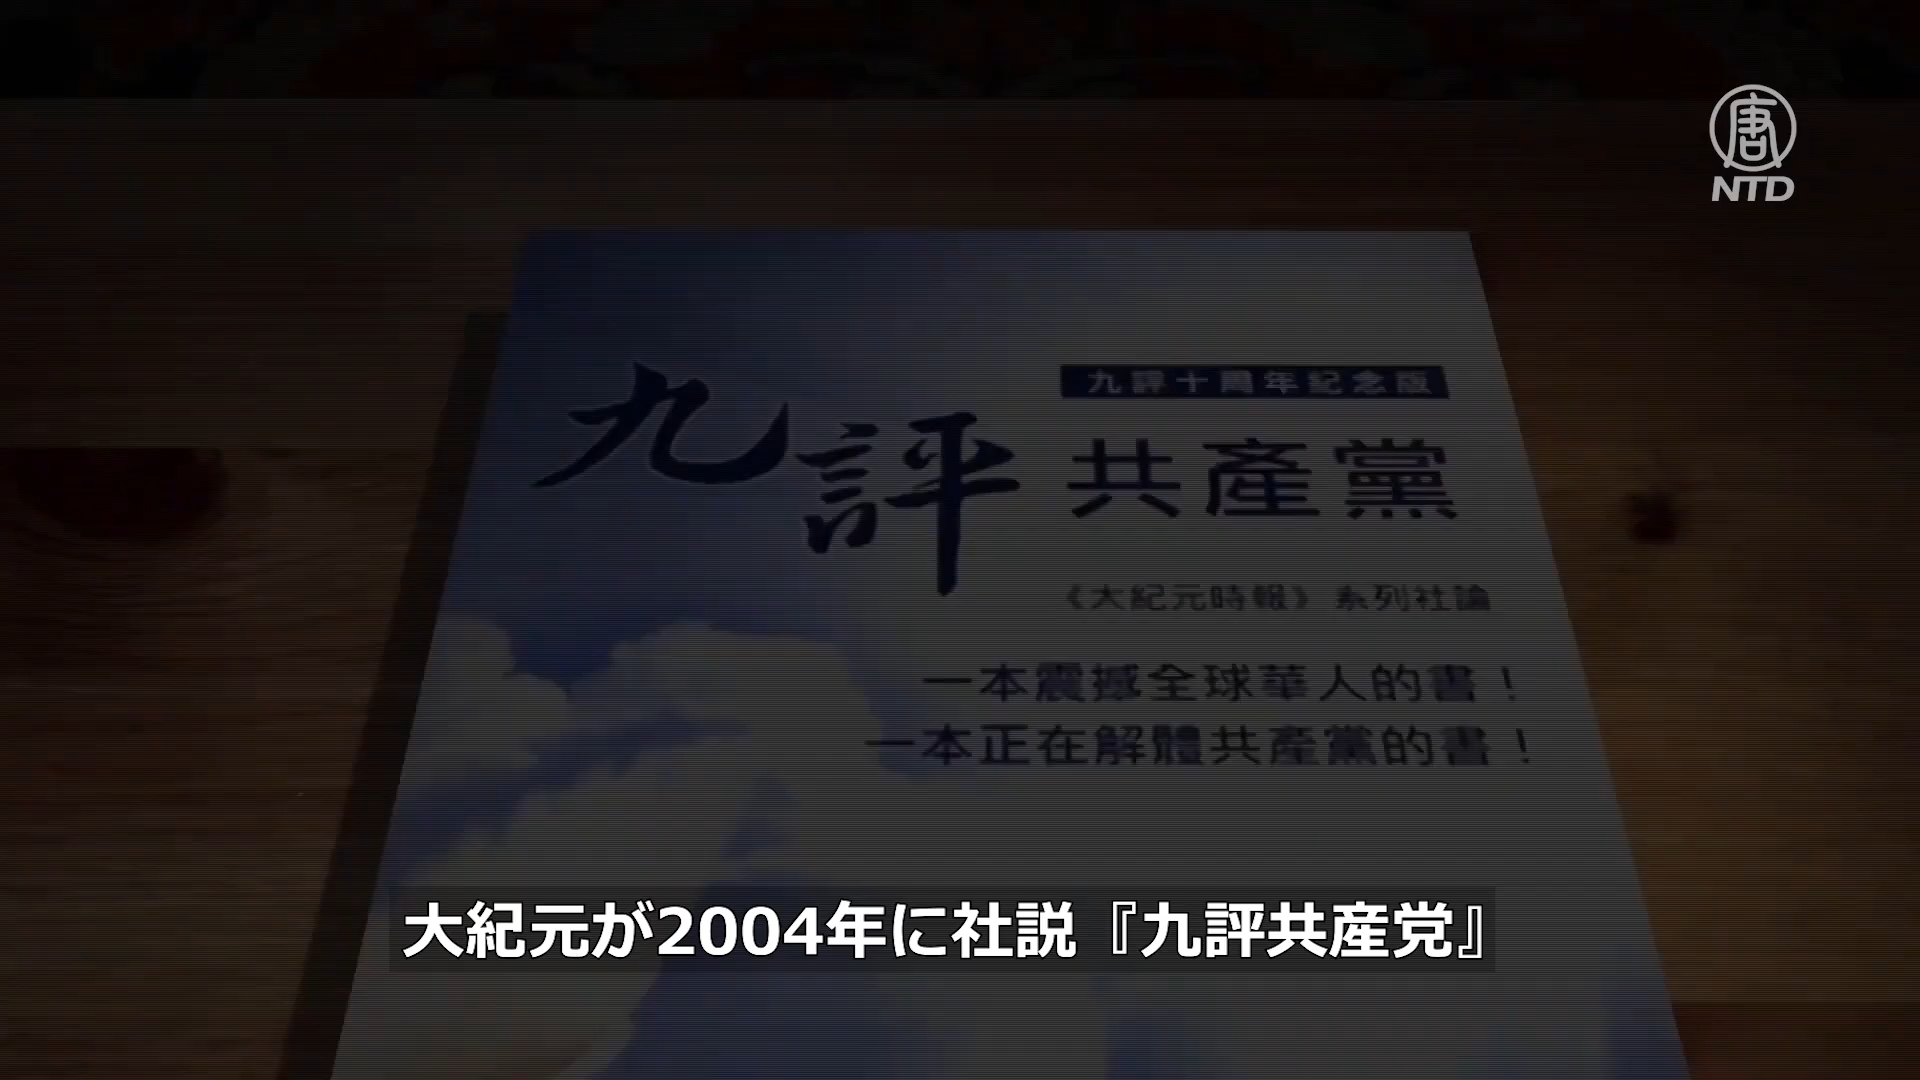 唐
NTD
九評十周年紀念版
九評
共產黨
《大紀元時報》系列社論
一本震撼全球華人的書！
一本正在解體共產黨的書！
大紀元が2004年に社説『九評共産党』